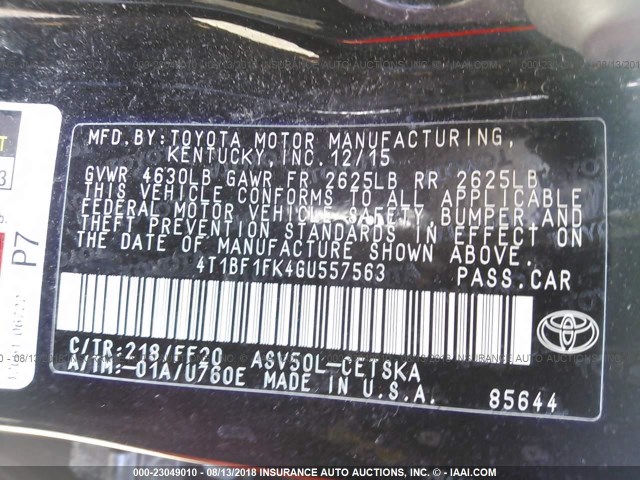 MFD. BY: TOYOTA MOTOR MANUFACTURING,
KENTUCKY, INC. 12/15
GVWR 4630LB GAWR FR 2625LB RR 2625LB
THIS VEHICLE CONFORMS TO ALL APPLICABLE
FEDERAL MOTOR VEHICLE SAFETY, BUMPER AND
THEFT PREVENTION STANDARDS IN EFFECT ON
THE DATE OF MANUFACTURE SHOWN ABOVE.
4T1BF1FK4GU557563 PASS. CAR
C/TR: 218/FF20 ASV50L-CETSKA
A/TM: -01A/U760E MADE IN U.S.A. 85644
P7
000-23049010 - 08/13/2018 - INSURANCE AUTO AUCTIONS, INC. - © IAAI.COM